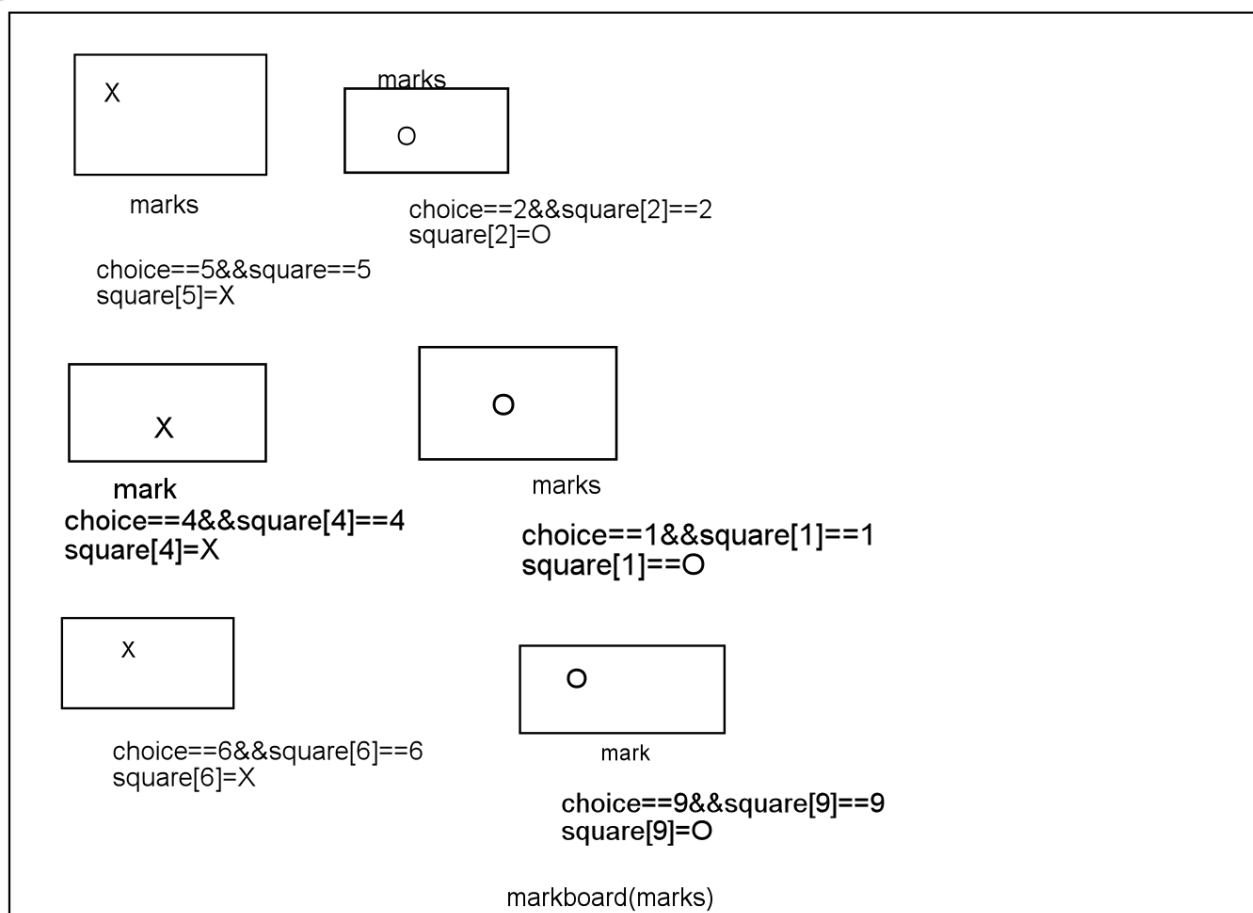 X
marks
choice==5&&square==5
square[5]=X
marks
O
choice==2&&square[2]==2
square[2]=O
X
mark
choice==4&&square[4]==4
square[4]=X
O
marks
choice==1&&square[1]==1
square[1]==O
X
choice==6&&square[6]==6
square[6]=X
O
mark
choice==9&&square[9]==9
square[9]=O
markboard(marks)